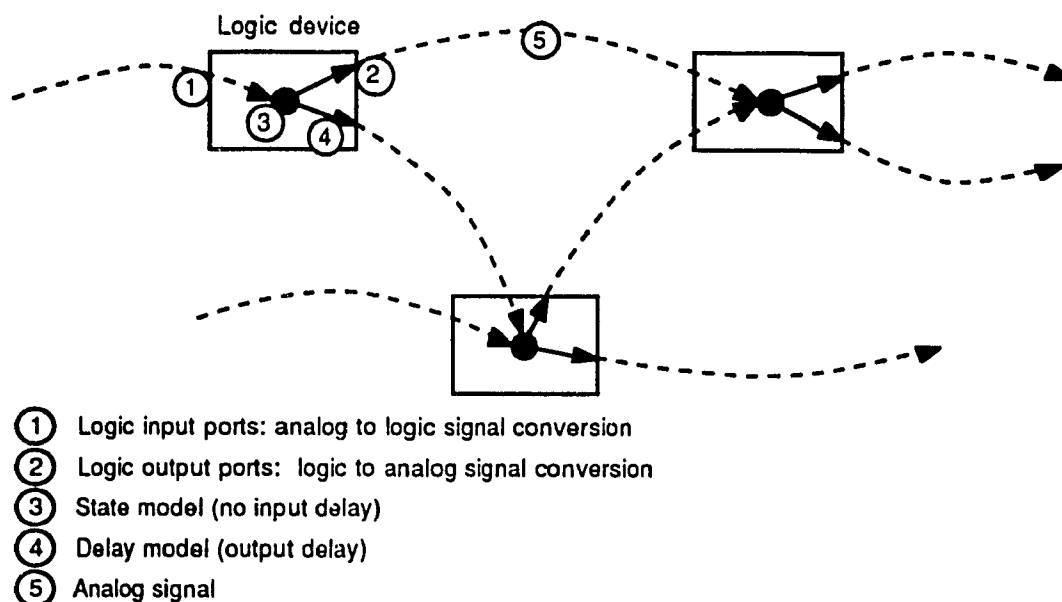 Logic device
5
1
2
3
4
1 Logic input ports: analog to logic signal conversion
2 Logic output ports: logic to analog signal conversion
3 State model (no input delay)
4 Delay model (output delay)
5 Analog signal